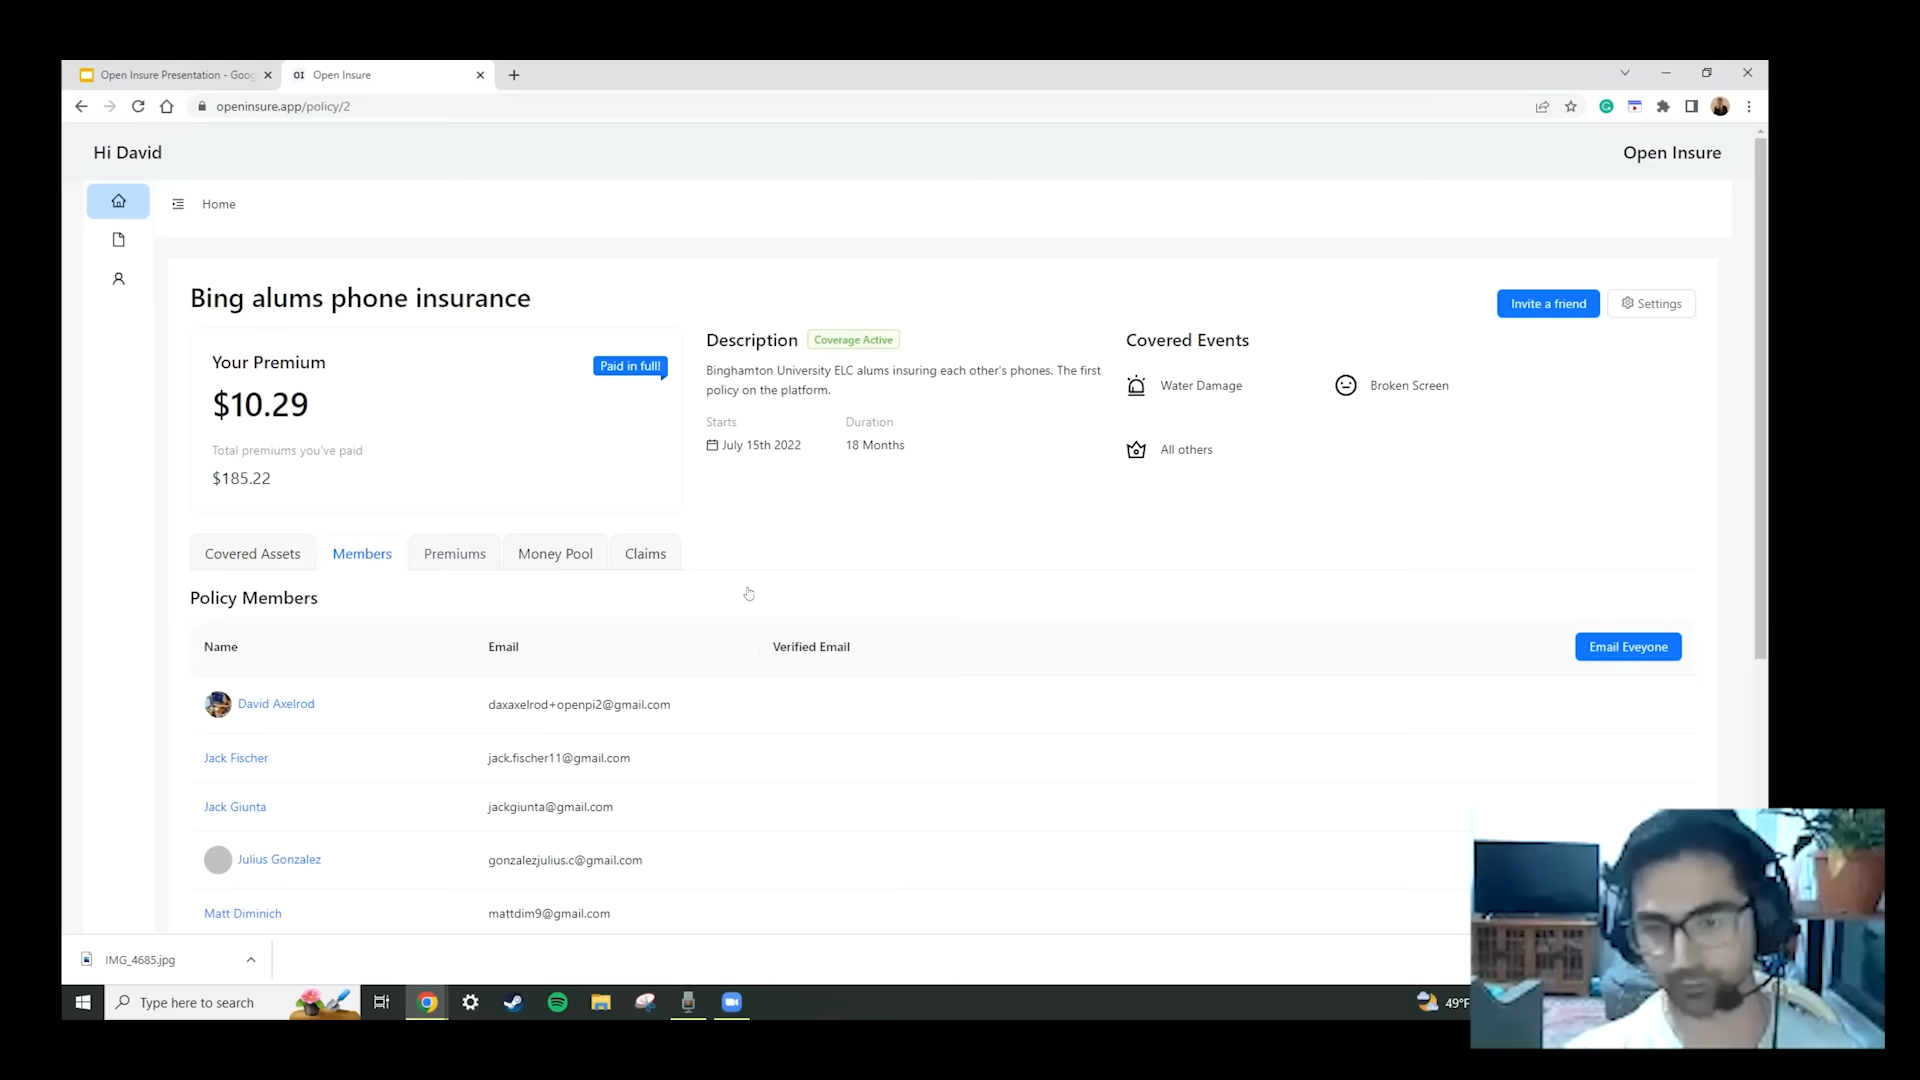 Open Insure Presentation - Goog
OI Open Insure
openinsure.app/policy/2
Hi David
Open Insure
Home
Bing alums phone insurance
Invite a friend
Settings
Your Premium
Paid in full!
$10.29
Total premiums you've paid
$185.22
Description
Coverage Active
Binghamton University ELC alums insuring each other's phones. The first
policy on the platform.
Starts
Duration
July 15th 2022
18 Months
Covered Events
Water Damage
Broken Screen
All others
Covered Assets
Members
Premiums
Money Pool
Claims
Policy Members
Name
Email
Verified Email
Email Eveyone
David Axelrod
daxaxelrod+openpi2@gmail.com
Jack Fischer
jack.fischer11@gmail.com
Jack Giunta
jackgiunta@gmail.com
Julius Gonzalez
gonzalezjulius.c@gmail.com
Matt Diminich
mattdim9@gmail.com
IMG_4685.jpg
Type here to search
49°F